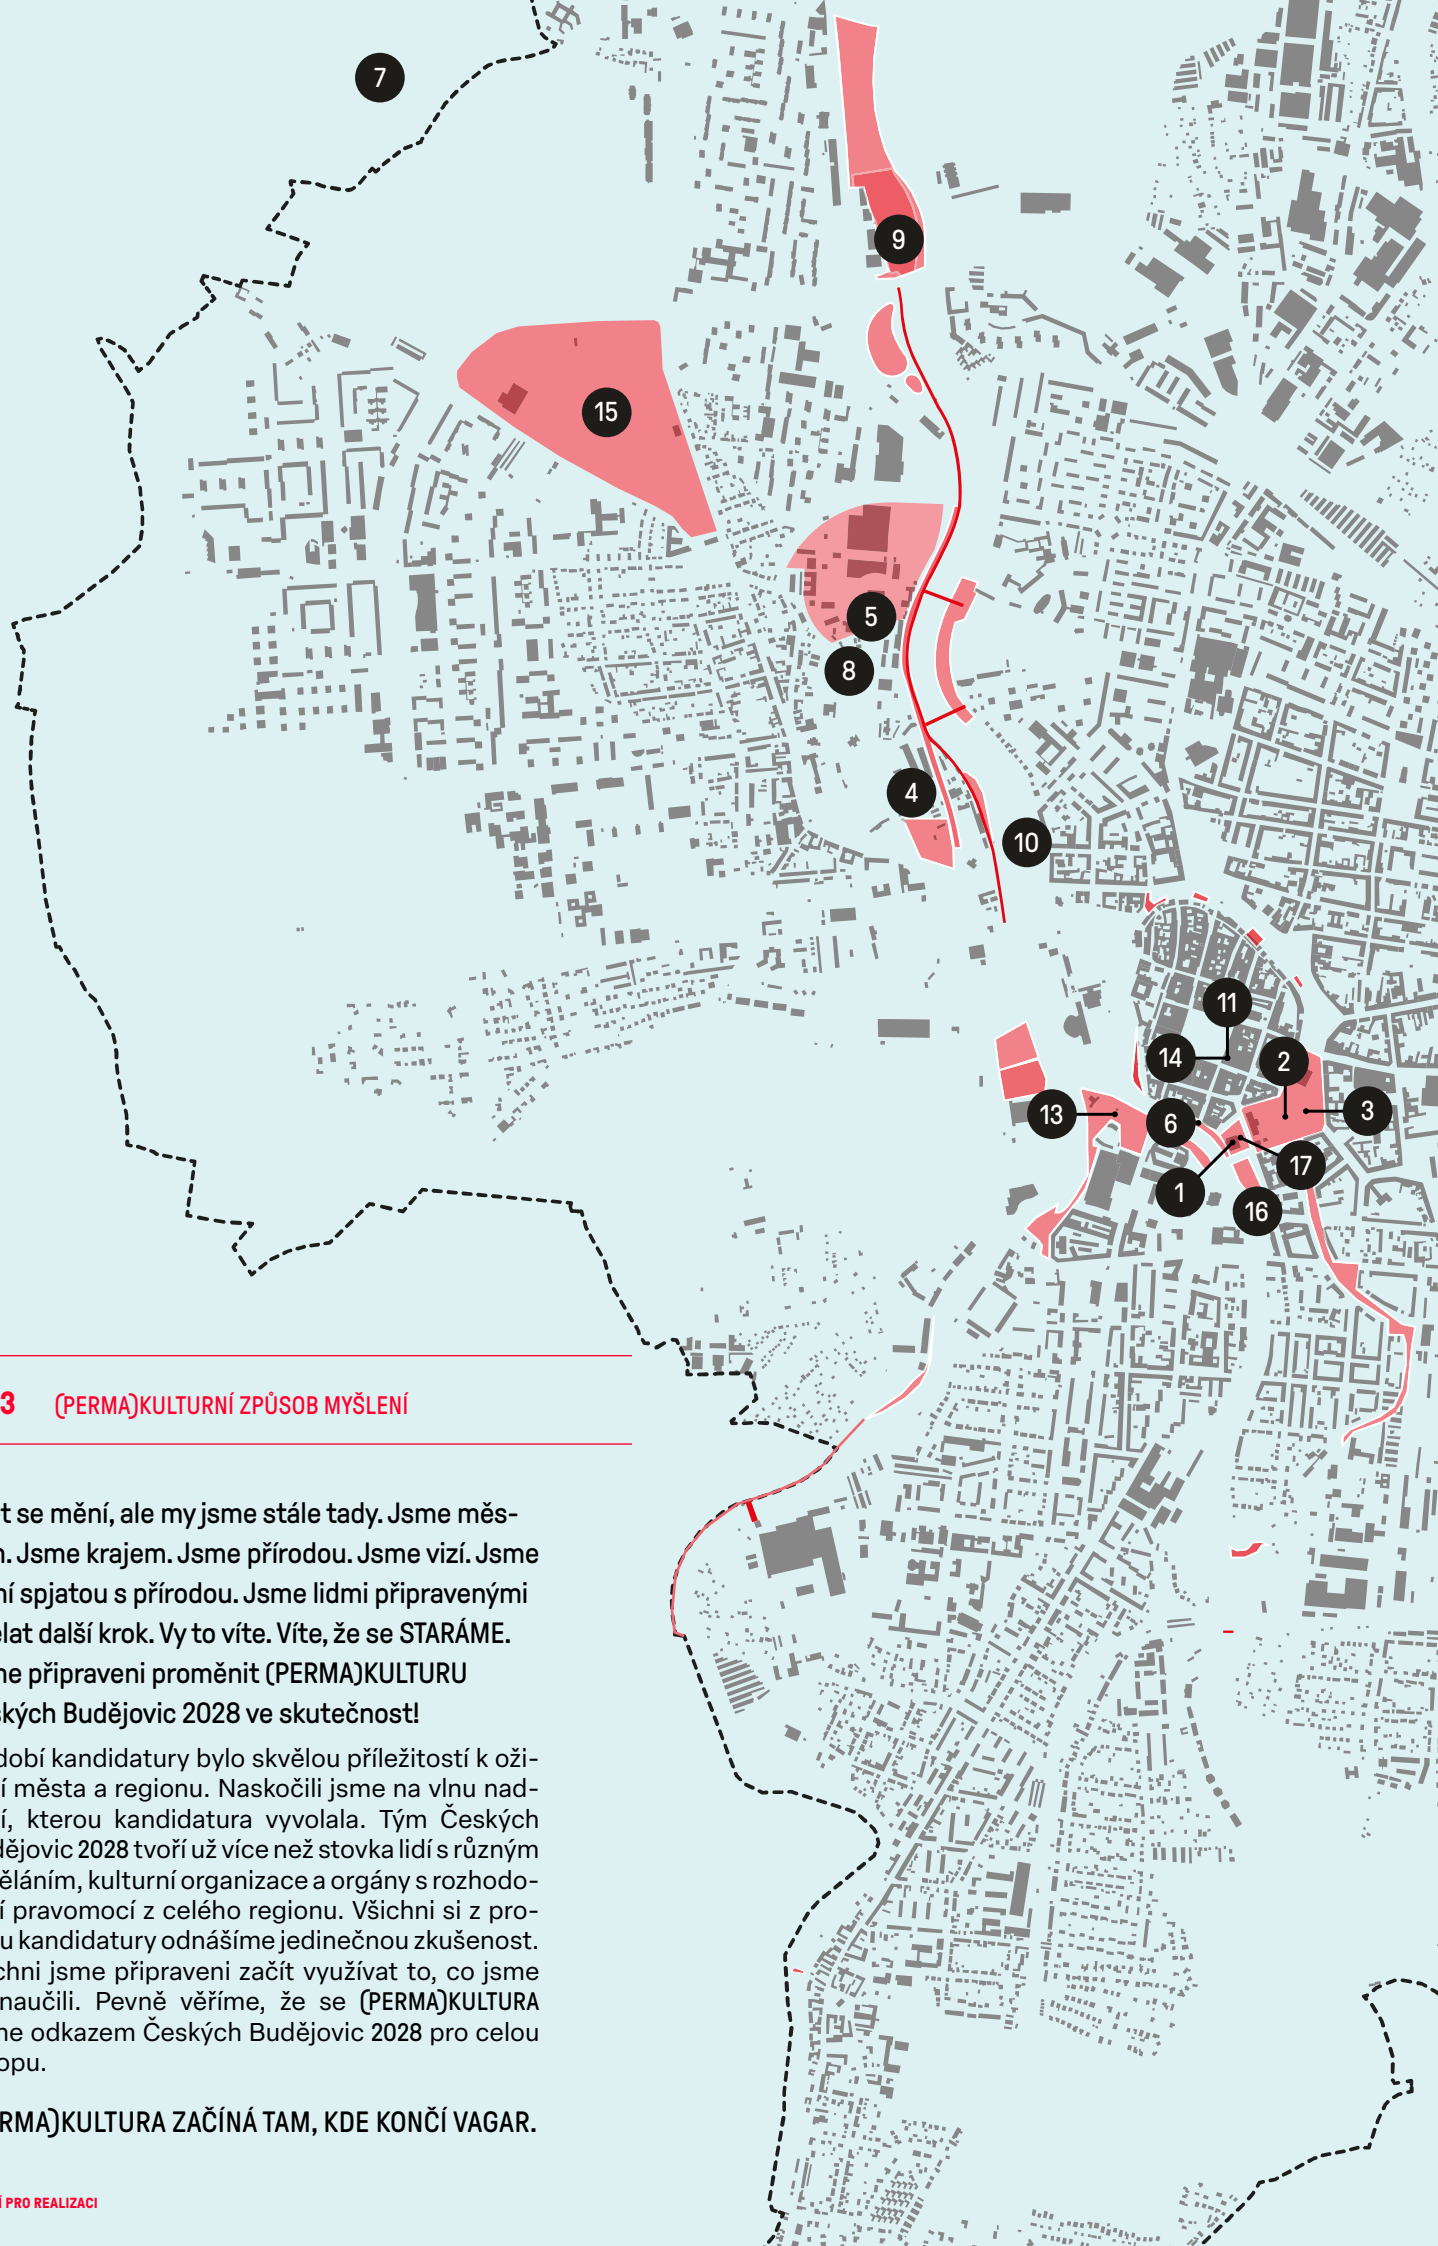 7
9
15
5
8
4
10
11
14
2
13
6
3
17
1
16
3 (PERMA)KULTURNÍ ZPŮSOB MYŠLENÍ
t se mění, ale my jsme stále tady. Jsme měs-
. Jsme krajem. Jsme přírodou. Jsme vizí. Jsme
ní spjatou s přírodou. Jsme lidmi připravenými
elat další krok. Vy to víte. Víte, že se STARÁME.
ne připraveni proměnit (PERMA)KULTURU
ských Budějovic 2028 ve skutečnost!
dobí kandidatury bylo skvělou příležitostí k oži-
í města a regionu. Naskočili jsme na vlnu nad-
í, kterou kandidatura vyvolala. Tým Českých
dějovic 2028 tvoří už více než stovka lidí s různým
děláním, kulturní organizace a orgány s rozhodo-
í pravomocí z celého regionu. Všichni si z pro-
u kandidatury odnášíme jedinečnou zkušenost.
chni jsme připraveni začít využívat to, co jsme
naučili. Pevně věříme, že se (PERMA)KULTURA
ne odkazem Českých Budějovic 2028 pro celou
opu.
RMA)KULTURA ZAČÍNÁ TAM, KDE KONČÍ VAGAR.
Í PRO REALIZACI